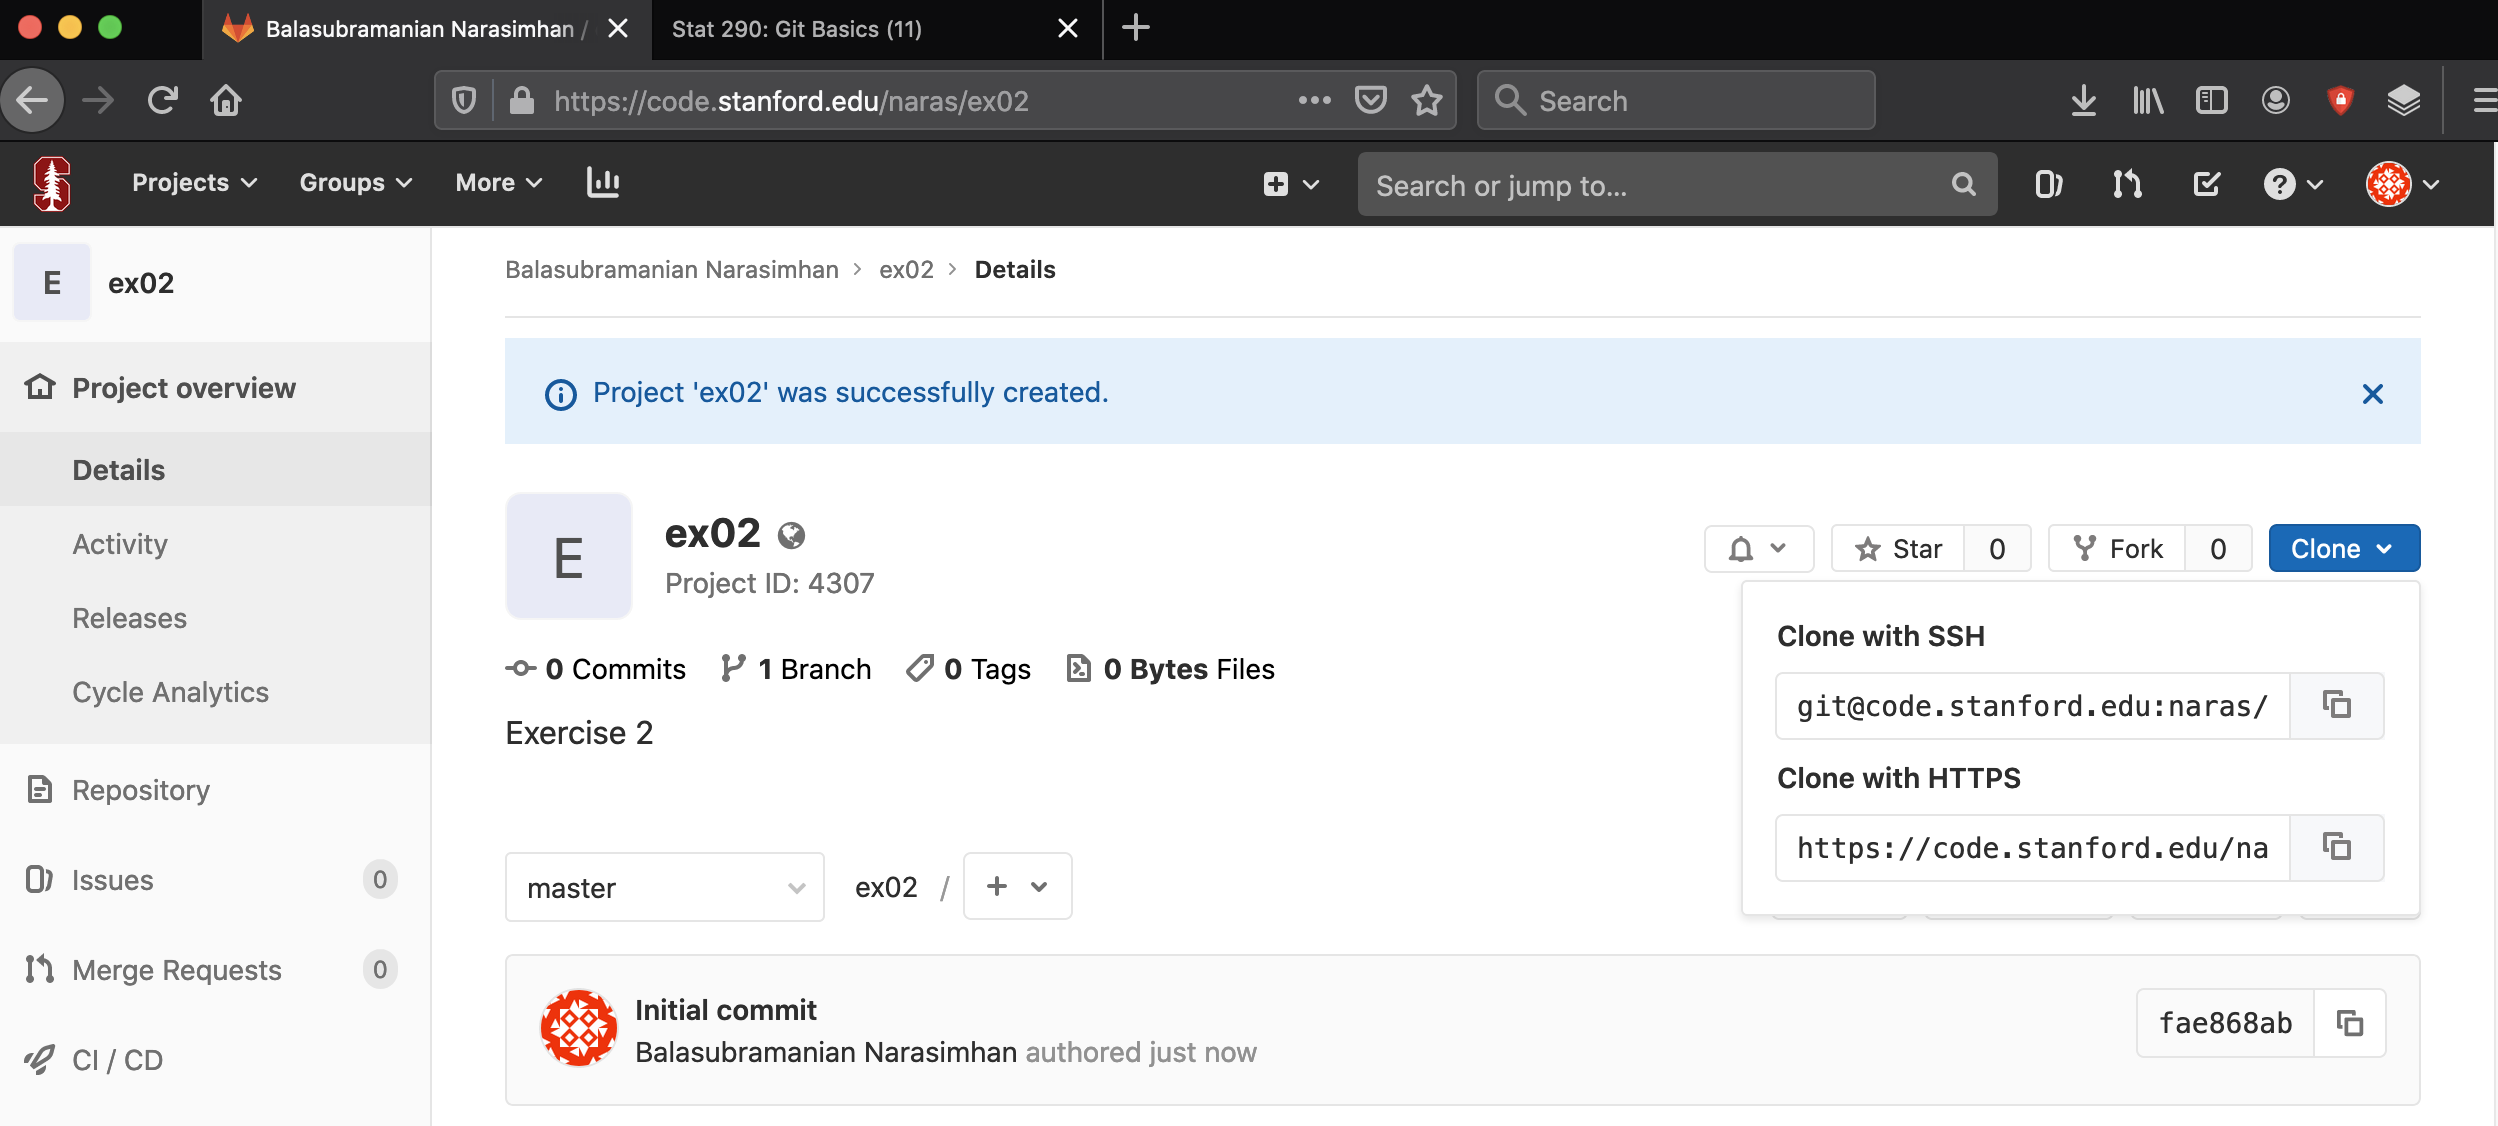 Balasubramanian Narasimhan /
Stat 290: Git Basics (11)
https://code.stanford.edu/naras/ex02
Search
Projects
Groups
More
Search or jump to...
E
ex02
Project overview
Details
Activity
Releases
Cycle Analytics
Repository
Issues 0
Merge Requests 0
CI / CD
Balasubramanian Narasimhan > ex02 > Details
Project 'ex02' was successfully created.
E
ex02
Project ID: 4307
Star 0
Fork 0
Clone
0 Commits 1 Branch 0 Tags 0 Bytes Files
Exercise 2
Clone with SSH
git@code.stanford.edu:naras/
Clone with HTTPS
https://code.stanford.edu/na
master
ex02 /
Initial commit
Balasubramanian Narasimhan authored just now
fae868ab